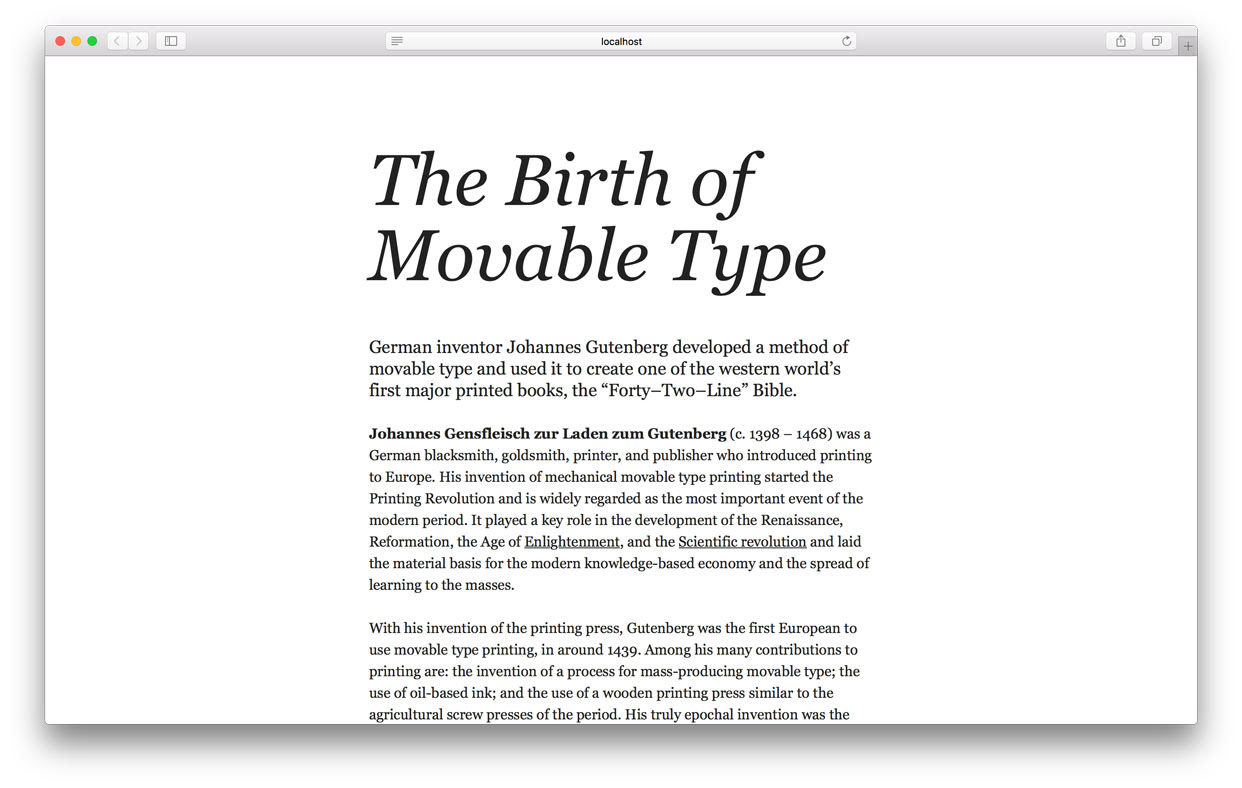 localhost
The Birth of
Movable Type
German inventor Johannes Gutenberg developed a method of
movable type and used it to create one of the western world’s
first major printed books, the “Forty–Two–Line” Bible.
Johannes Gensfleisch zur Laden zum Gutenberg (c. 1398 – 1468) was a
German blacksmith, goldsmith, printer, and publisher who introduced printing
to Europe. His invention of mechanical movable type printing started the
Printing Revolution and is widely regarded as the most important event of the
modern period. It played a key role in the development of the Renaissance,
Reformation, the Age of Enlightenment, and the Scientific revolution and laid
the material basis for the modern knowledge-based economy and the spread of
learning to the masses.
With his invention of the printing press, Gutenberg was the first European to
use movable type printing, in around 1439. Among his many contributions to
printing are: the invention of a process for mass-producing movable type; the
use of oil-based ink; and the use of a wooden printing press similar to the
agricultural screw presses of the period. His truly epochal invention was the